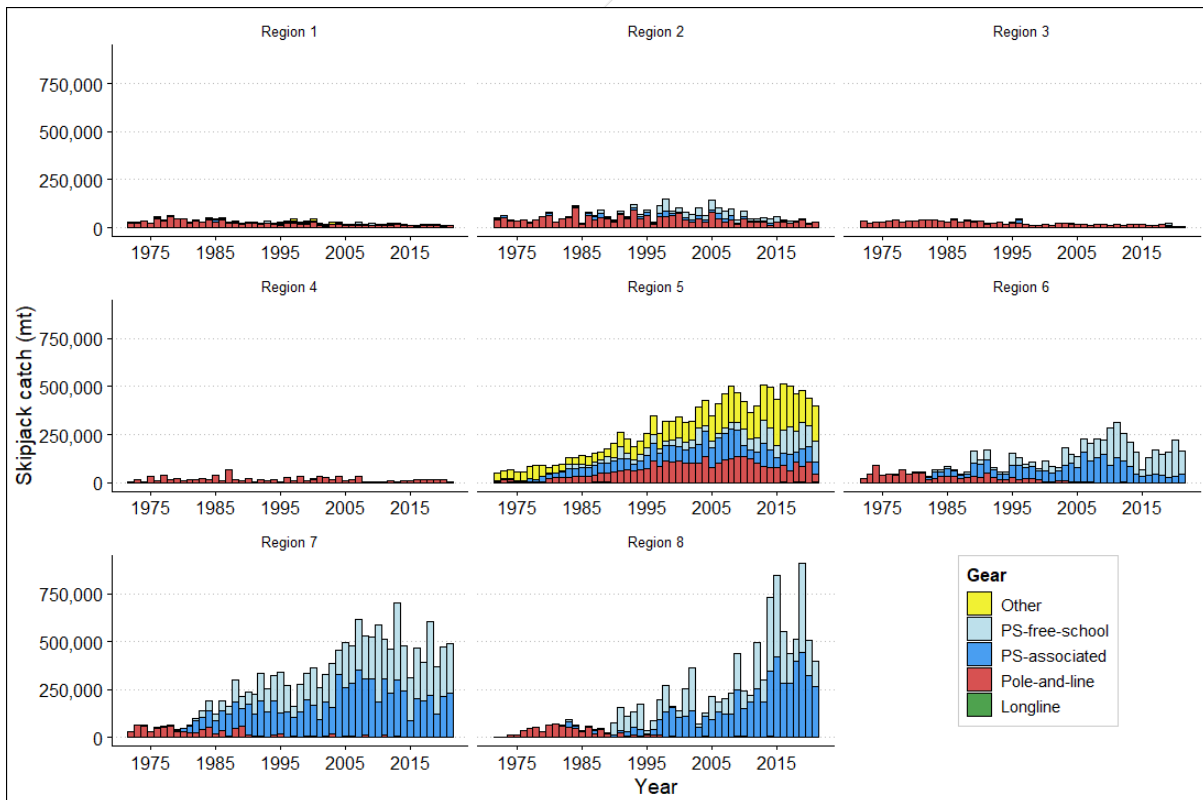 Region 1
Region 2
Region 3
750,000
500,000
250,000
0
1975 1985 1995 2005 2015
1975 1985 1995 2005 2015
1975 1985 1995 2005 2015
Region 4
Region 5
Region 6
Skipjack catch (mt)
750,000
500,000
250,000
0
1975 1985 1995 2005 2015
1975 1985 1995 2005 2015
1975 1985 1995 2005 2015
Region 7
Region 8
750,000
500,000
250,000
0
1975 1985 1995 2005 2015
1975 1985 1995 2005 2015
Year
Gear
Other
PS-free-school
PS-associated
Pole-and-line
Longline